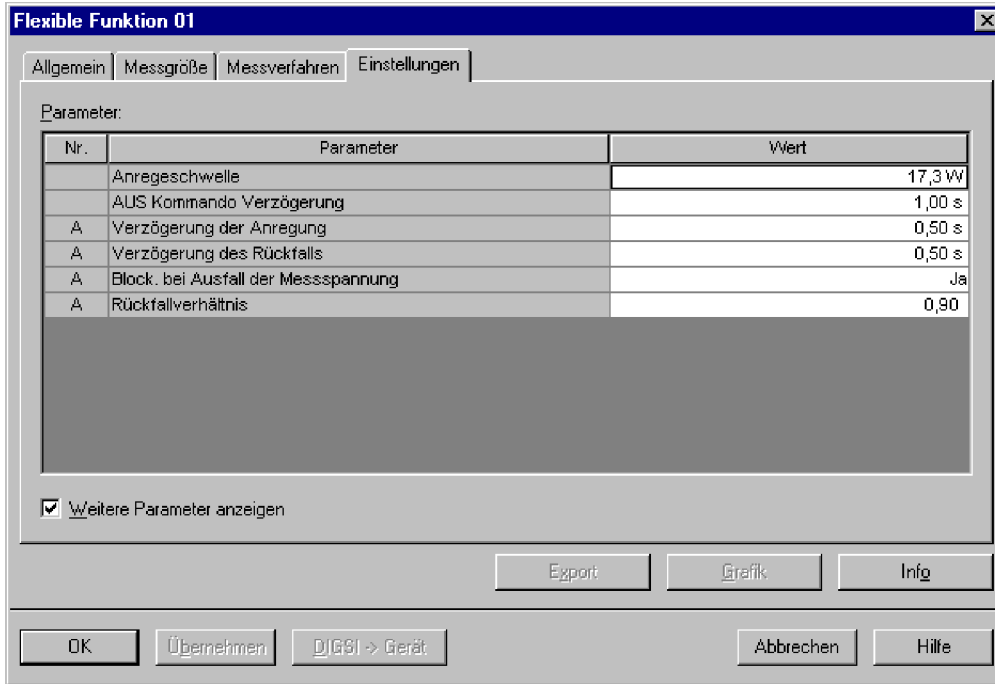 Flexible Funktion 01
Allgemein Messgröße Messverfahren Einstellungen
Parameter:
Nr. Parameter Wert
Anregeschwelle 17,3 W
AUS Kommando Verzögerung 1,00 s
A Verzögerung der Anregung 0,50 s
A Verzögerung des Rückfalls 0,50 s
A Block. bei Ausfall der Messspannung Ja
A Rückfallverhältnis 0,90
Weitere Parameter anzeigen
Export Grafik Info
OK Übernehmen DIGSI -> Gerät Abbrechen Hilfe